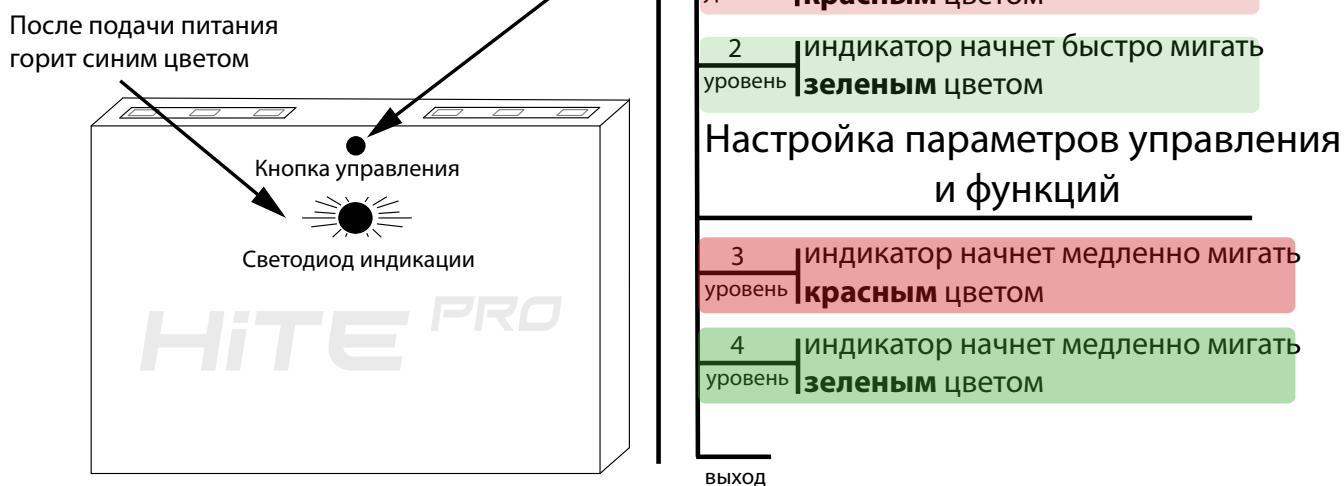 После подачи питания
горит синим цветом
Кнопка управления
Светодиод индикации
HiTE PRO
красным цветом
2
индикатор начнет быстро мигать
уровень
зеленым цветом
Настройка параметров управления
и функций
3
индикатор начнет медленно мигать
уровень
красным цветом
4
индикатор начнет медленно мигать
уровень
зеленым цветом
выход